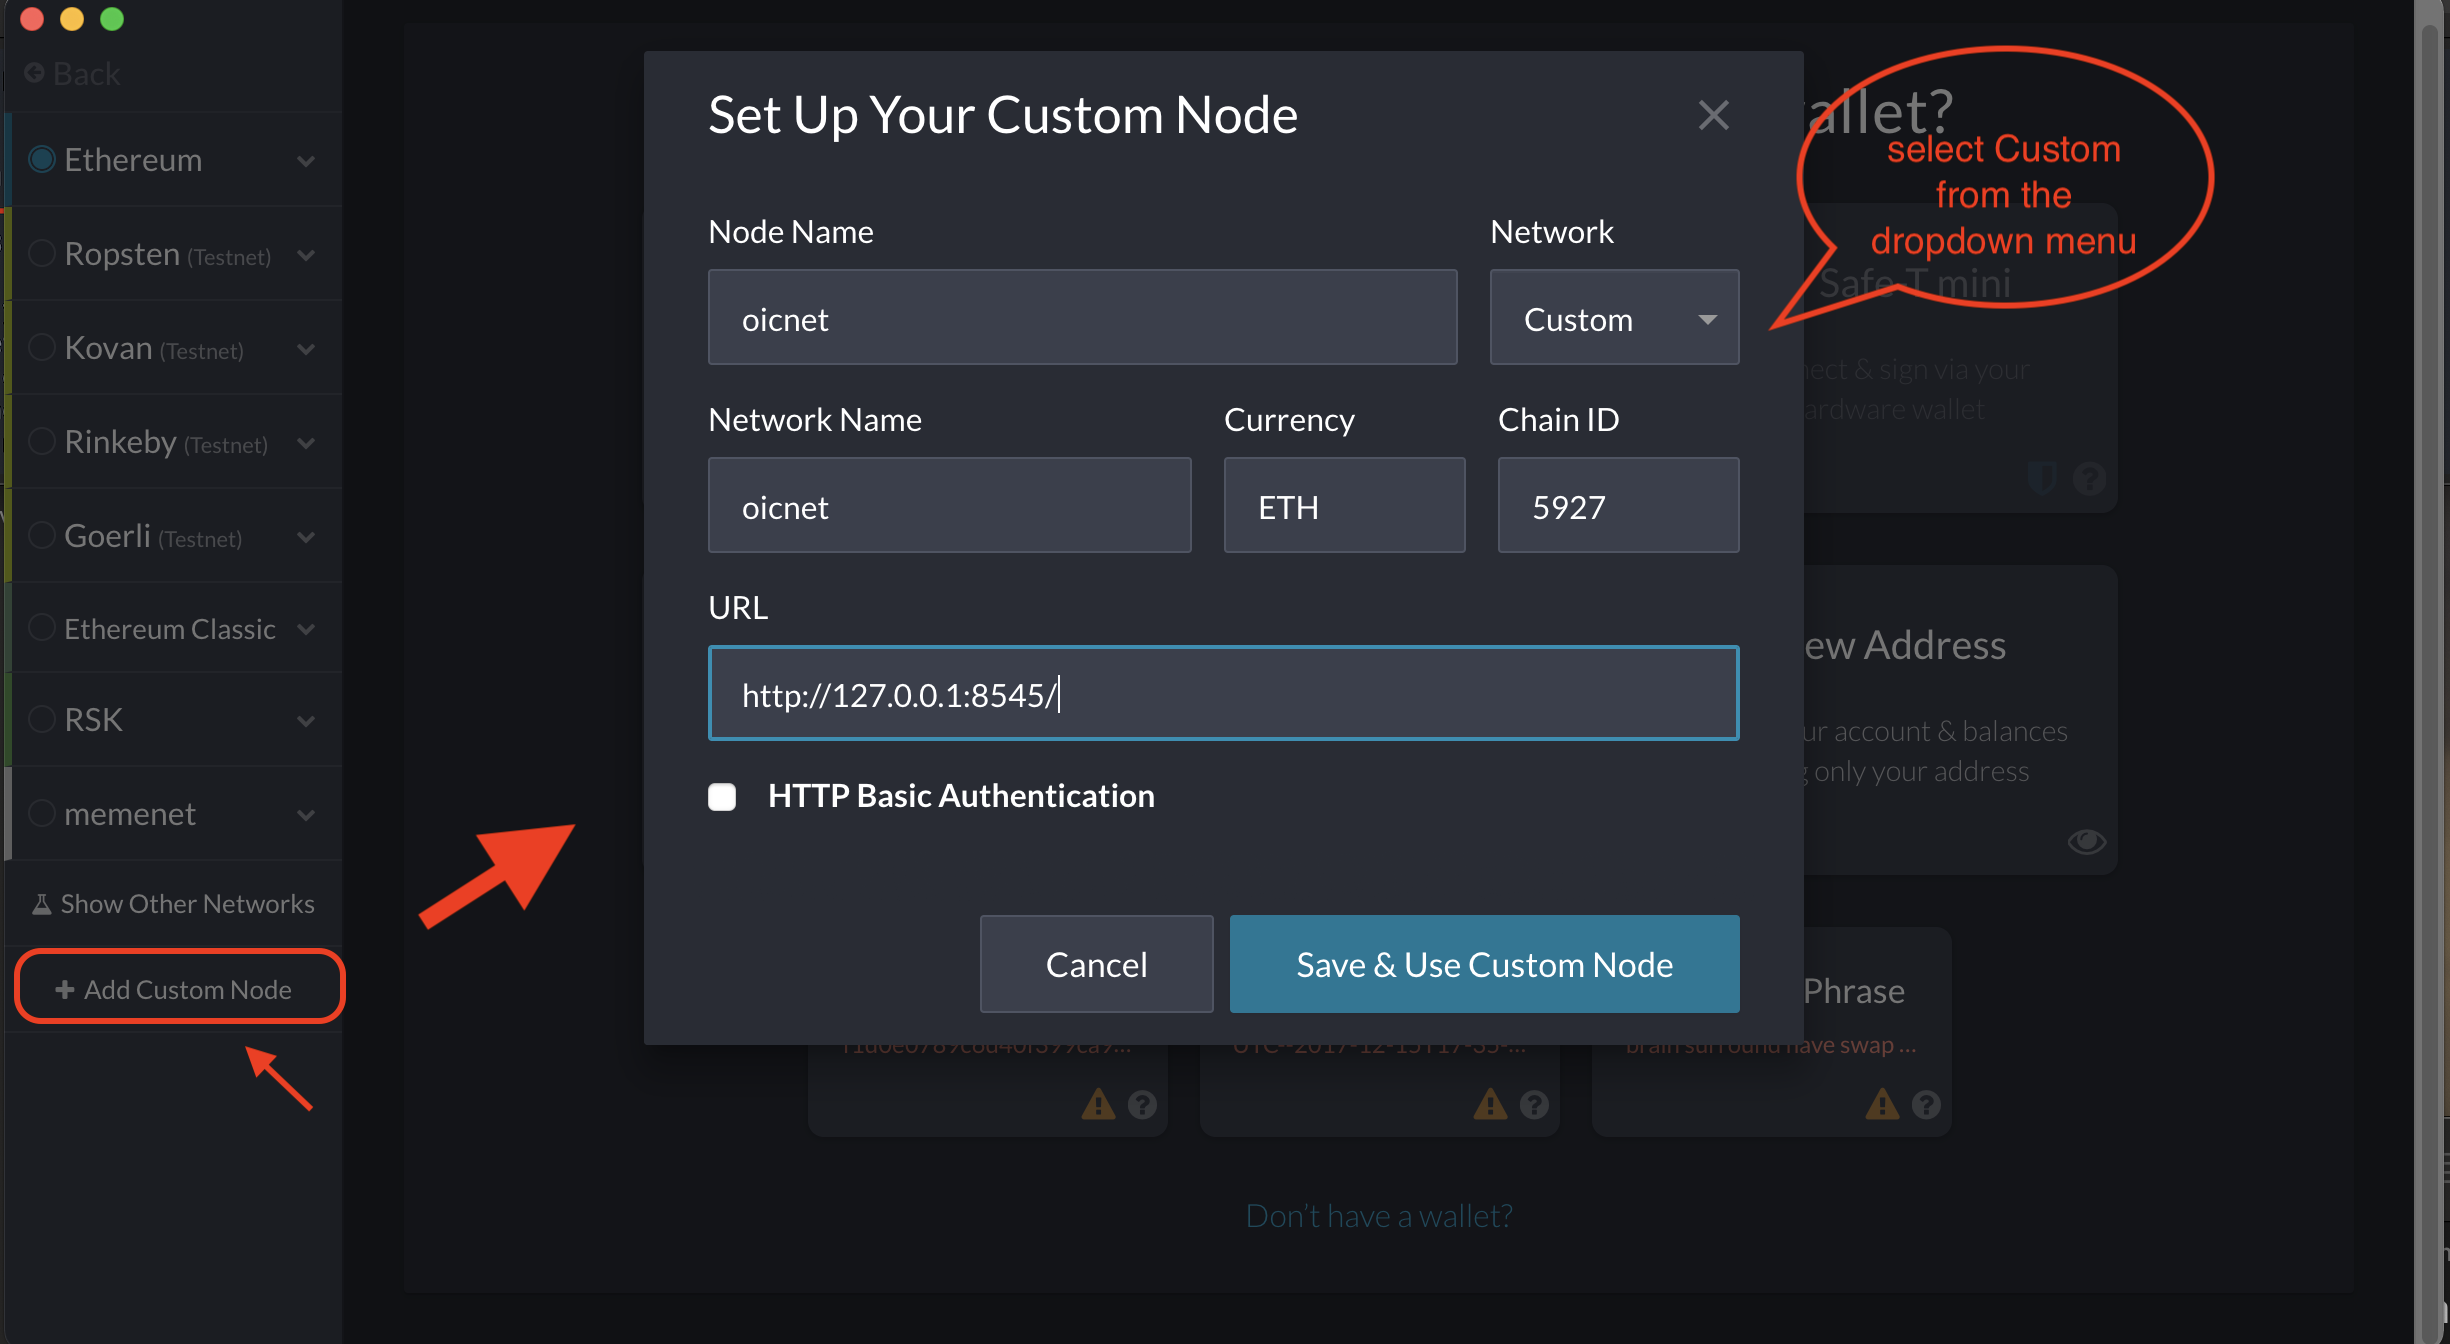 Back
Ethereum
Ropsten (Testnet)
Kovan (Testnet)
Rinkeby (Testnet)
Goerli (Testnet)
Ethereum Classic
RSK
memenet
Show Other Networks
+ Add Custom Node
Set Up Your Custom Node
Node Name
Network
oicnet
Custom
Network Name
Currency
Chain ID
oicnet
ETH
5927
URL
http://127.0.0.1:8545/
HTTP Basic Authentication
Cancel
Save & Use Custom Node
allet?
select Custom
from the
dropdown menu
Safe-T mini
nect & sign via your
ardware wallet
ew Address
ur account & balances
only your address
Phrase
brain surround have swap ...
Don't have a wallet?